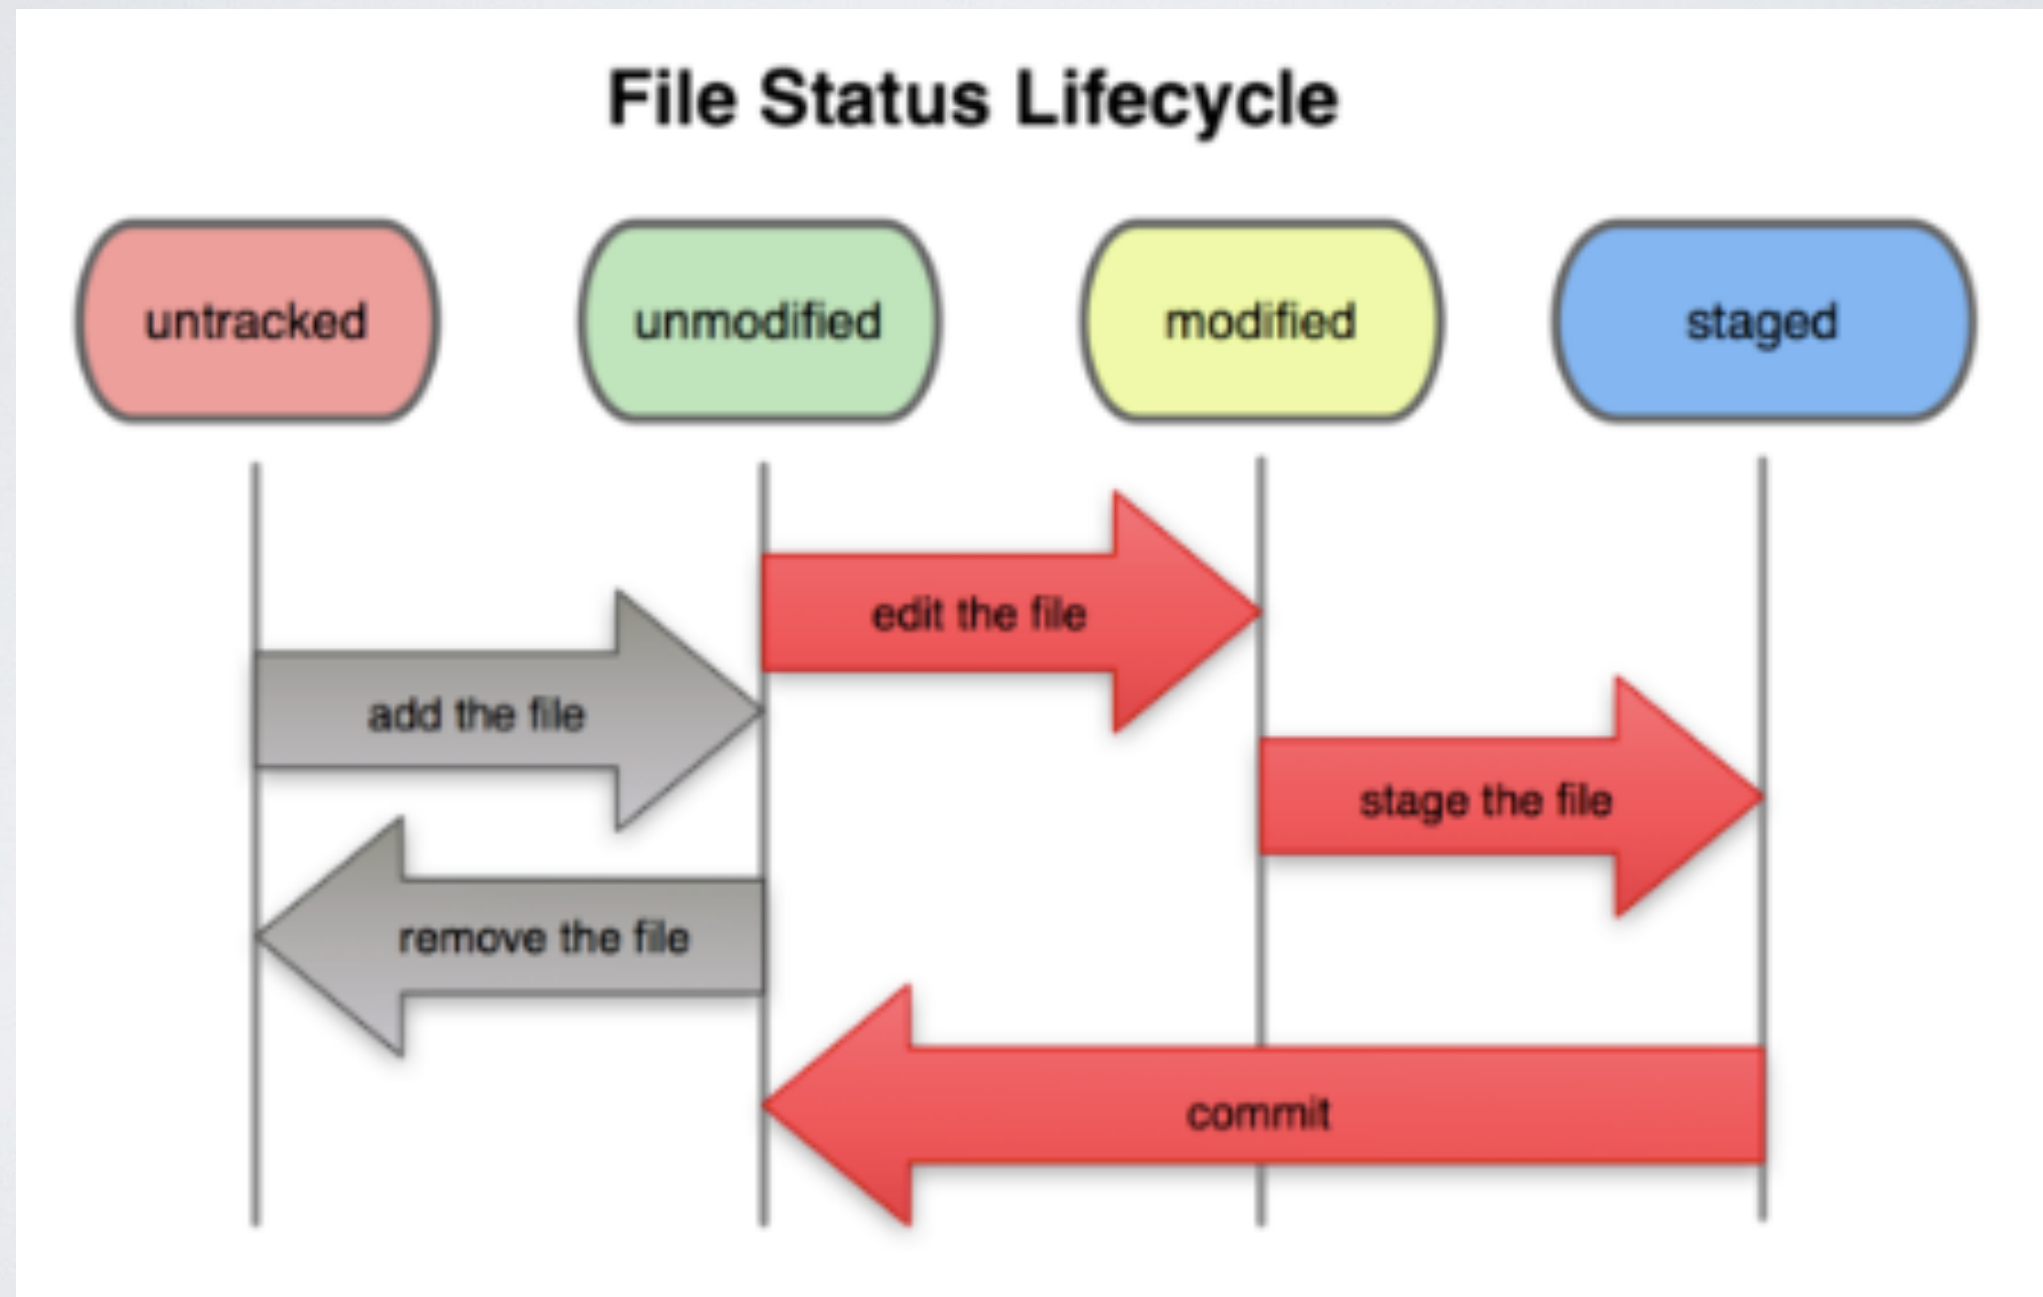 File Status Lifecycle
untracked
unmodified
modified
staged
edit the file
add the file
stage the file
remove the file
commit